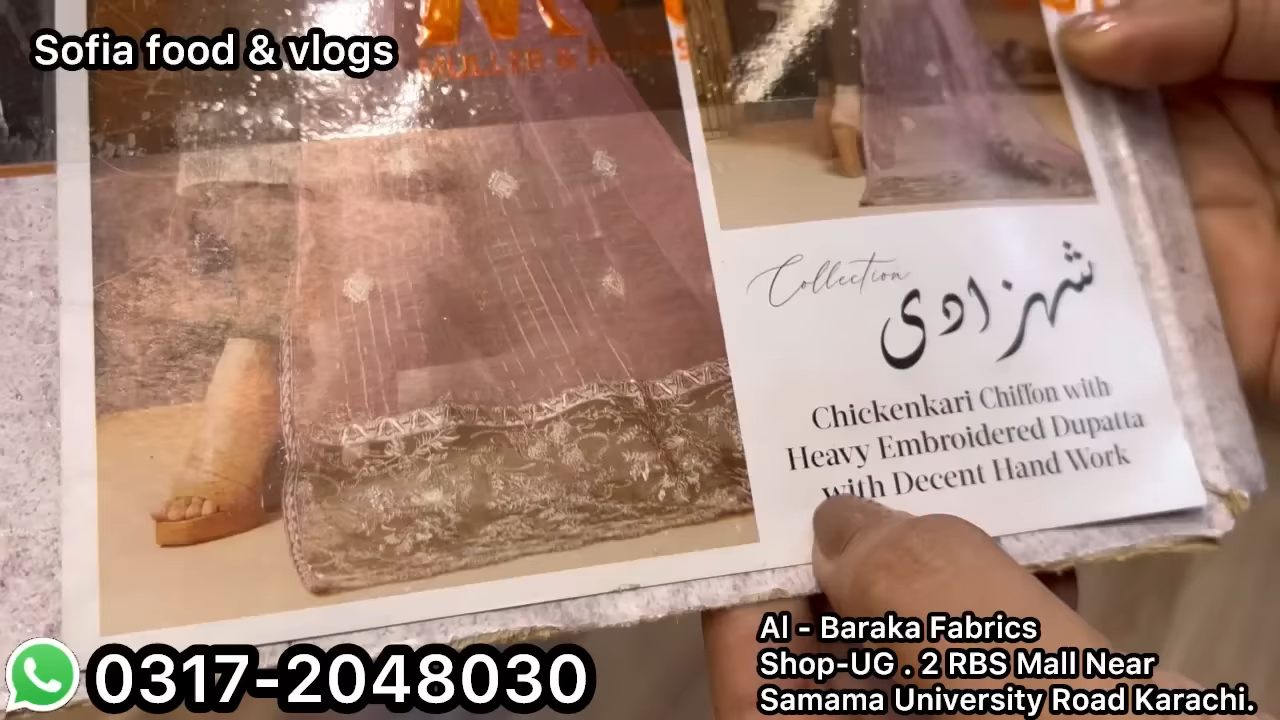 Sofia food & vlogs
MULLER &
Collection
شہزادی
Chickenkari Chiffon with
Heavy Embroidered Dupatta
with Decent Hand Work
0317-2048030
Al - Baraka Fabrics
Shop-UG . 2 RBS Mall Near
Samama University Road Karachi.